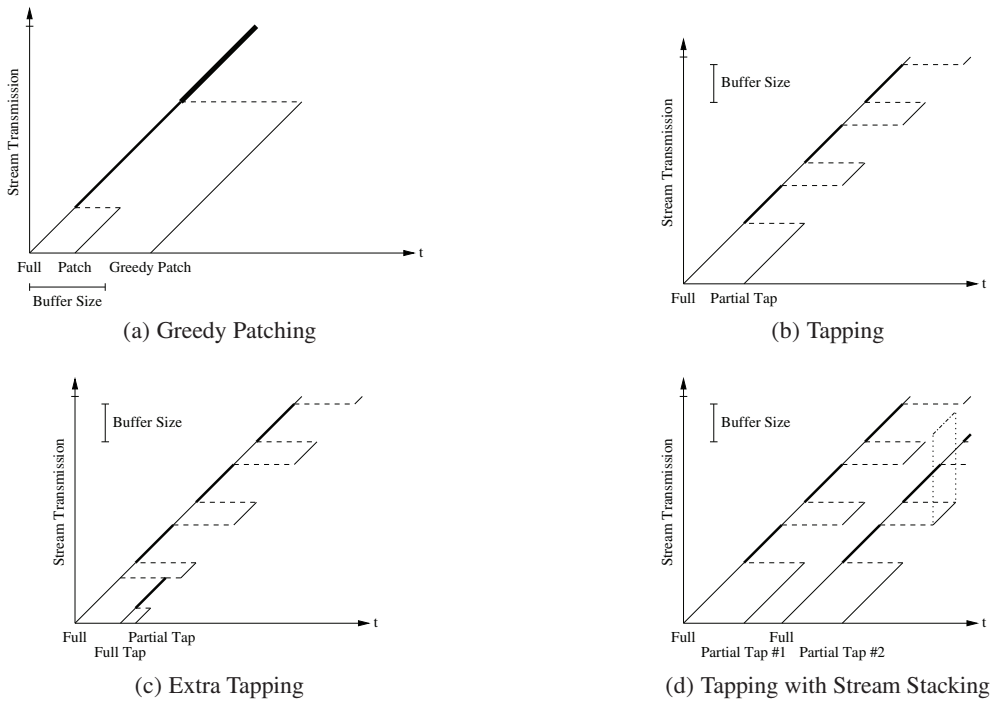 Stream Transmission
t
Full
Patch
Greedy Patch
Buffer Size
(a) Greedy Patching
Stream Transmission
Buffer Size
t
Full
Partial Tap
(b) Tapping
Stream Transmission
Buffer Size
t
Full
Partial Tap
Full Tap
(c) Extra Tapping
Stream Transmission
Buffer Size
t
Full
Full
Partial Tap #1
Partial Tap #2
(d) Tapping with Stream Stacking